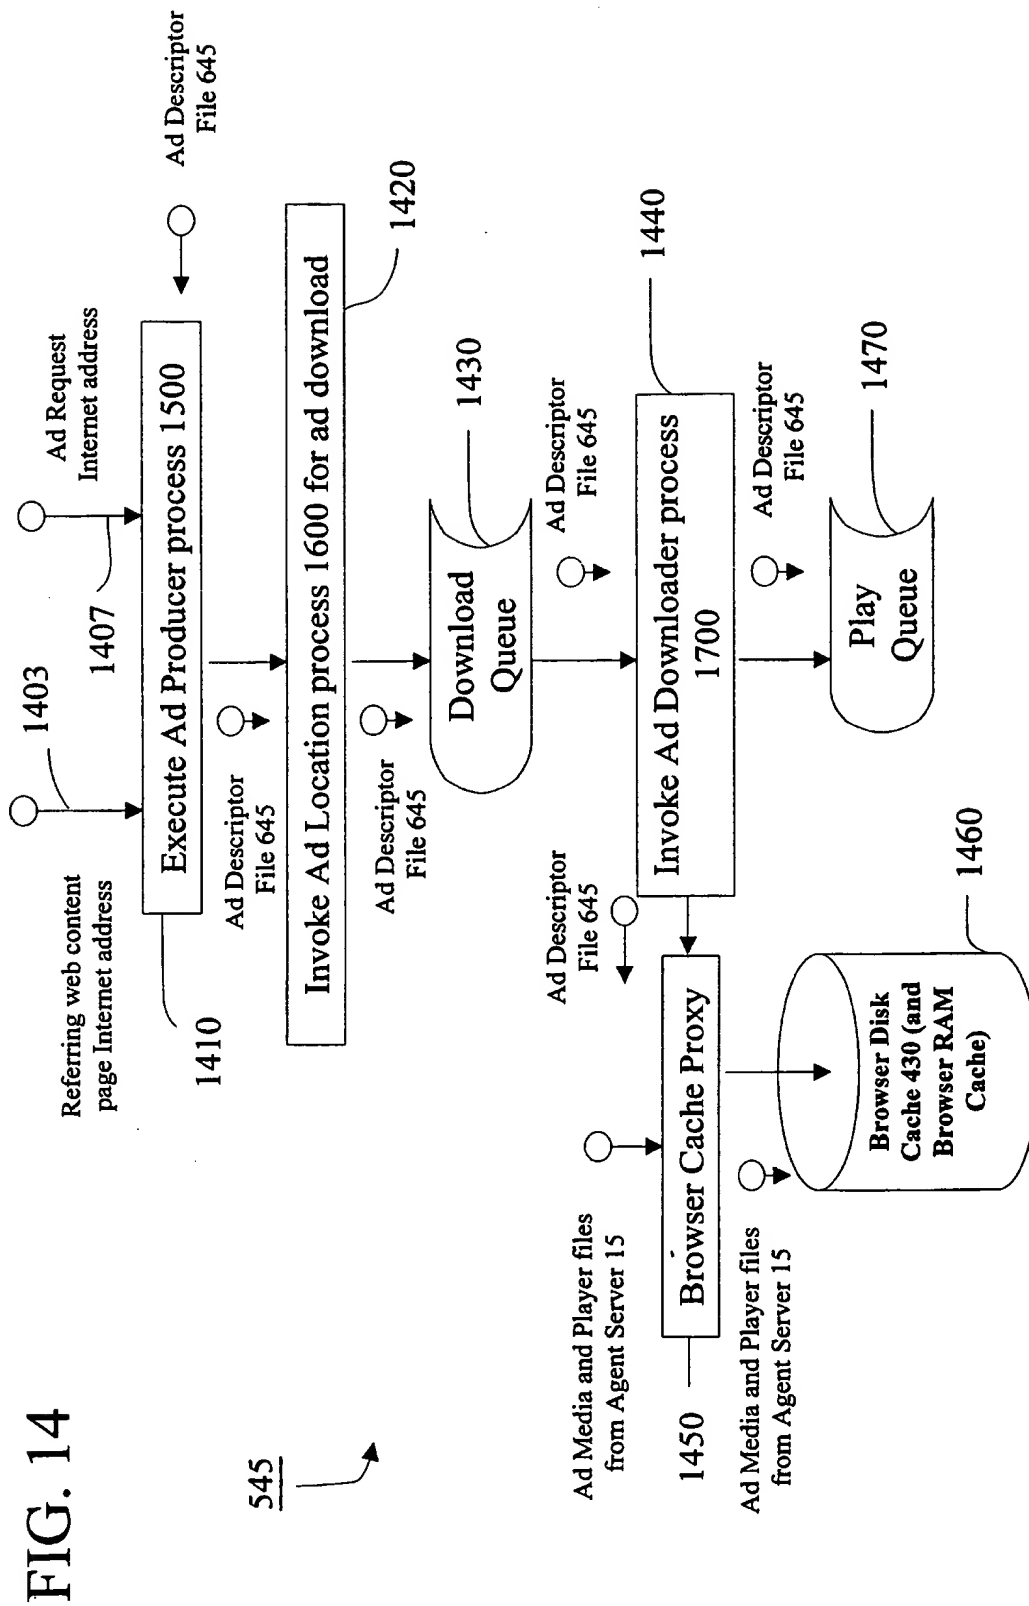 FIG. 14
545
Referring web content
page Internet address
1403
1407
Ad Request
Internet address
1410
Execute Ad Producer process 1500
Ad Descriptor
File 645
Ad Descriptor
File 645
Invoke Ad Location process 1600 for ad download
1420
Ad Descriptor
File 645
Download
Queue
1430
Ad Descriptor
File 645
Ad Descriptor
File 645
Invoke Ad Downloader process
1700
1440
Ad Media and Player files
from Agent Server 15
Browser Cache Proxy
1450
Ad Descriptor
File 645
Ad Media and Player files
from Agent Server 15
Browser Disk
Cache 430 (and
Browser RAM
Cache)
1460
Play
Queue
1470